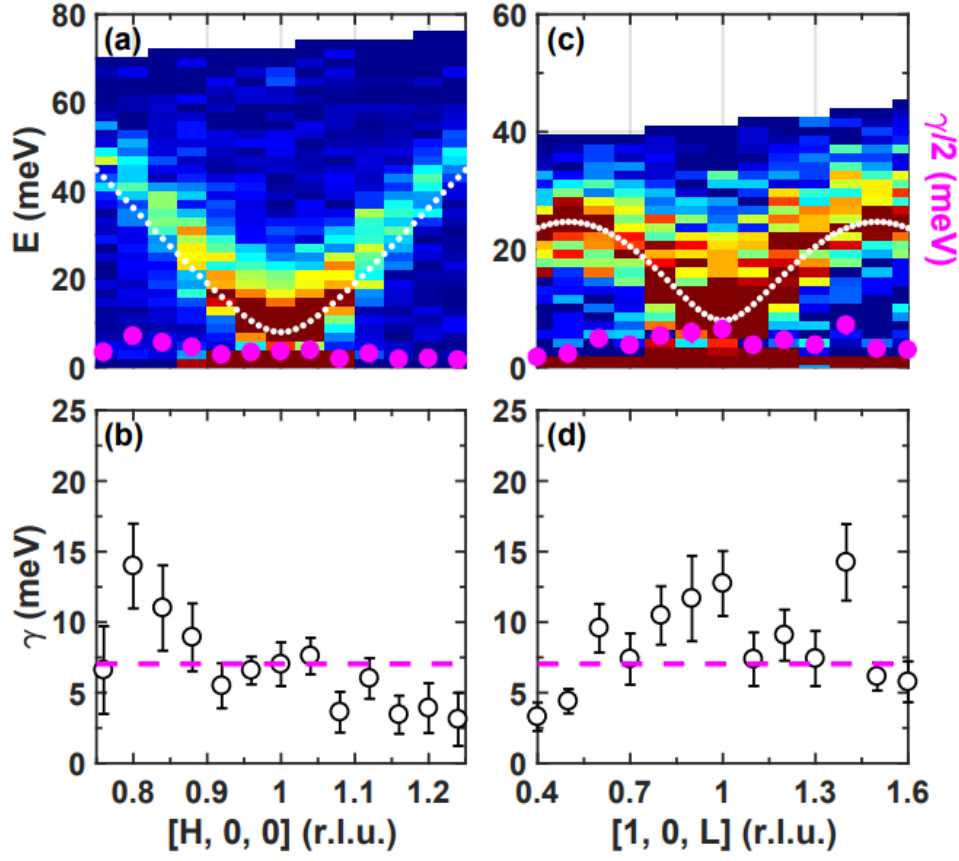 (a)
(c)
80
60
40
20
0
E (meV)
60
40
20
0
γ/2 (meV)
(b)
(d)
25
20
15
10
5
0
γ (meV)
25
20
15
10
5
0
0.8 0.9 1 1.1 1.2
[H, 0, 0] (r.l.u.)
0.4 0.7 1 1.3 1.6
[1, 0, L] (r.l.u.)